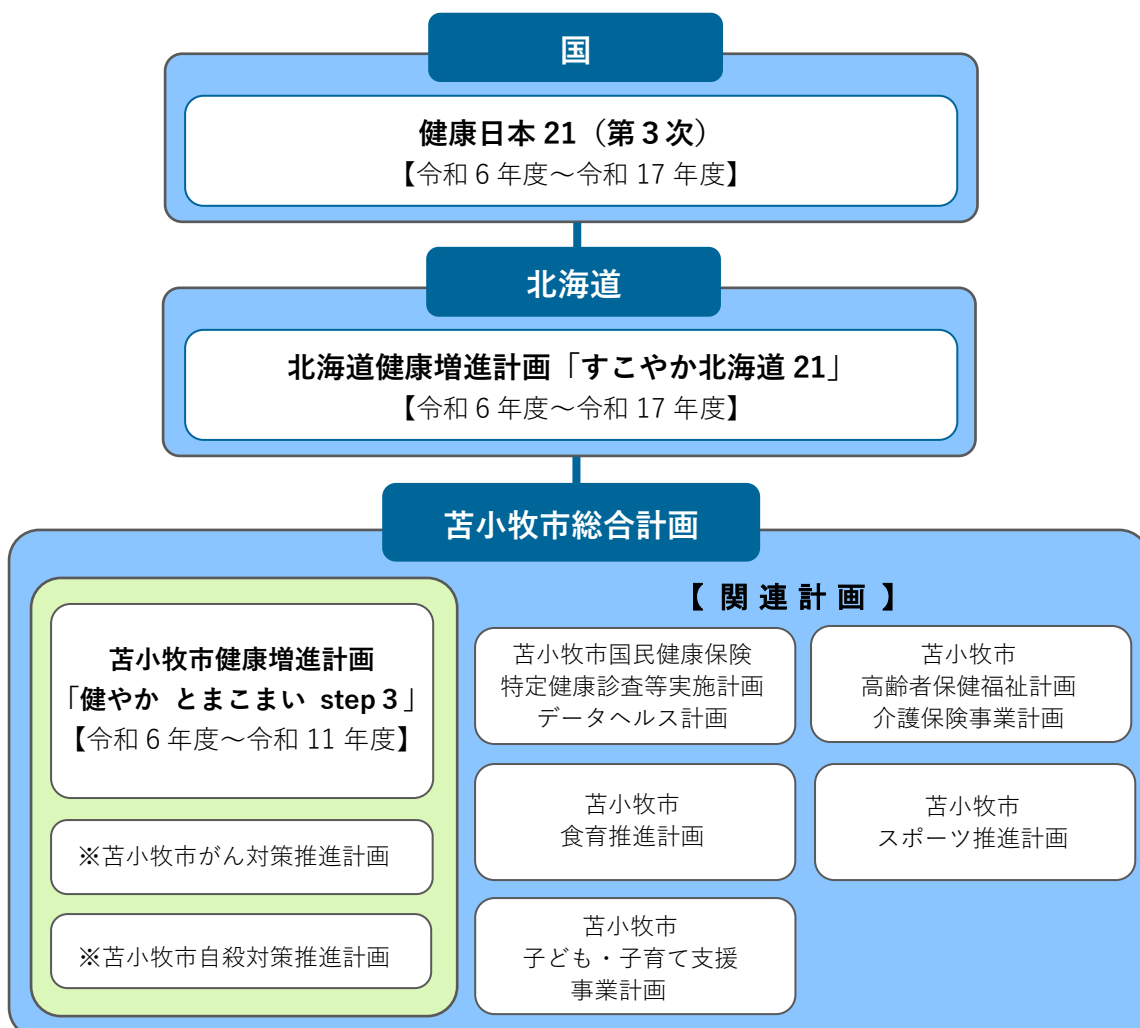 国
健康日本 21（第３次）
【令和 6 年度～令和 17 年度】
北海道
北海道健康増進計画「すこやか北海道 21」
【令和 6 年度～令和 17 年度】
苫小牧市総合計画
苫小牧市健康増進計画
「健やか とまこまい step 3 」
【令和 6 年度～令和 11 年度】
※苫小牧市がん対策推進計画
※苫小牧市自殺対策推進計画
【 関 連 計 画 】
苫小牧市国民健康保険
特定健康診査等実施計画
データヘルス計画
苫小牧市
高齢者保健福祉計画
介護保険事業計画
苫小牧市
食育推進計画
苫小牧市
スポーツ推進計画
苫小牧市
子ども・子育て支援
事業計画